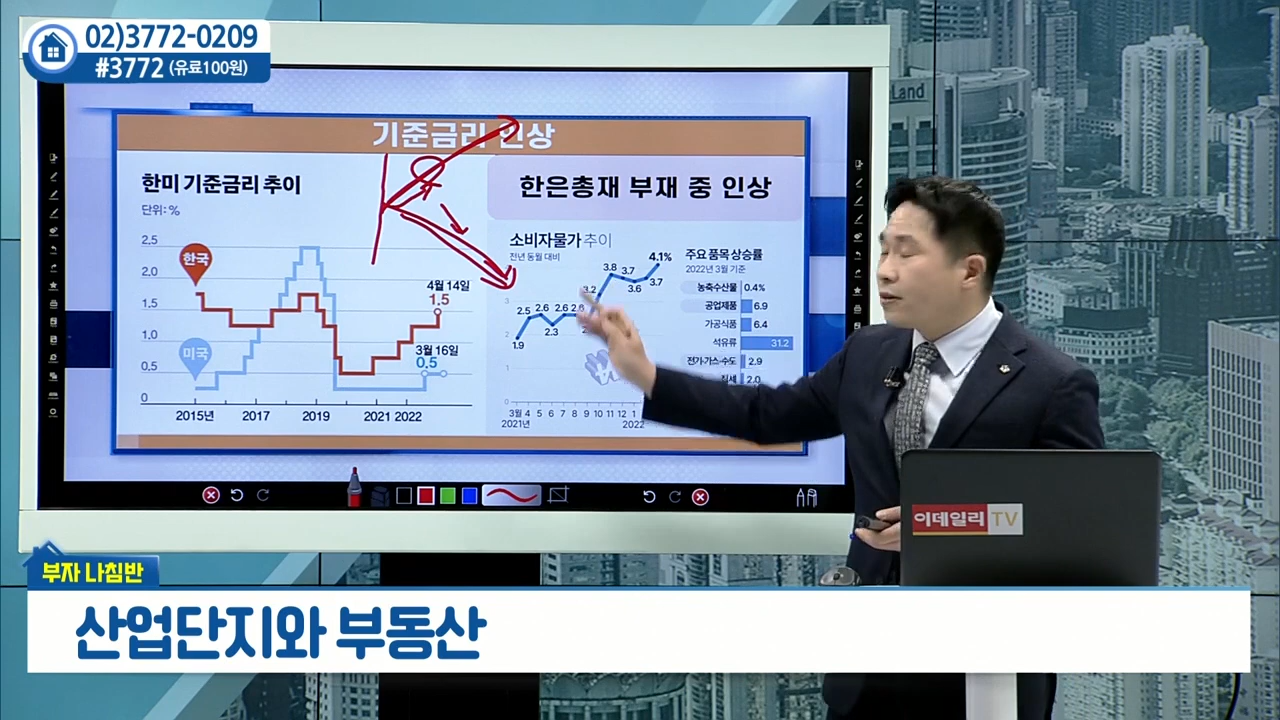 02)3772-0209
#3772 (유료100원)
Land
기준금리 인상
한미 기준금리 추이
단위: %
2.5
2.0
1.5
1.0
0.5
0
한국
미국
4월 14일
1.5
3월 16일
0.5
2015년 2017 2019 2021 2022
한은총재 부재 중 인상
소비자물가 추이
전년 동월 대비
1.9
2.5
2.6
2.3
2.6
3.2
3.8
3.7
3.6
3.7
4.1%
3월 4 5 6 7 8 9 10 11 12 1
2021년 2022
주요 품목 상승률
2022년 3월 기준
농축수산물 0.4%
공업제품 6.9
가공식품 6.4
석유류 31.2
전기·가스·수도 2.9
집세 2.0
이데일리 TV
부자 나침반
산업단지와 부동산